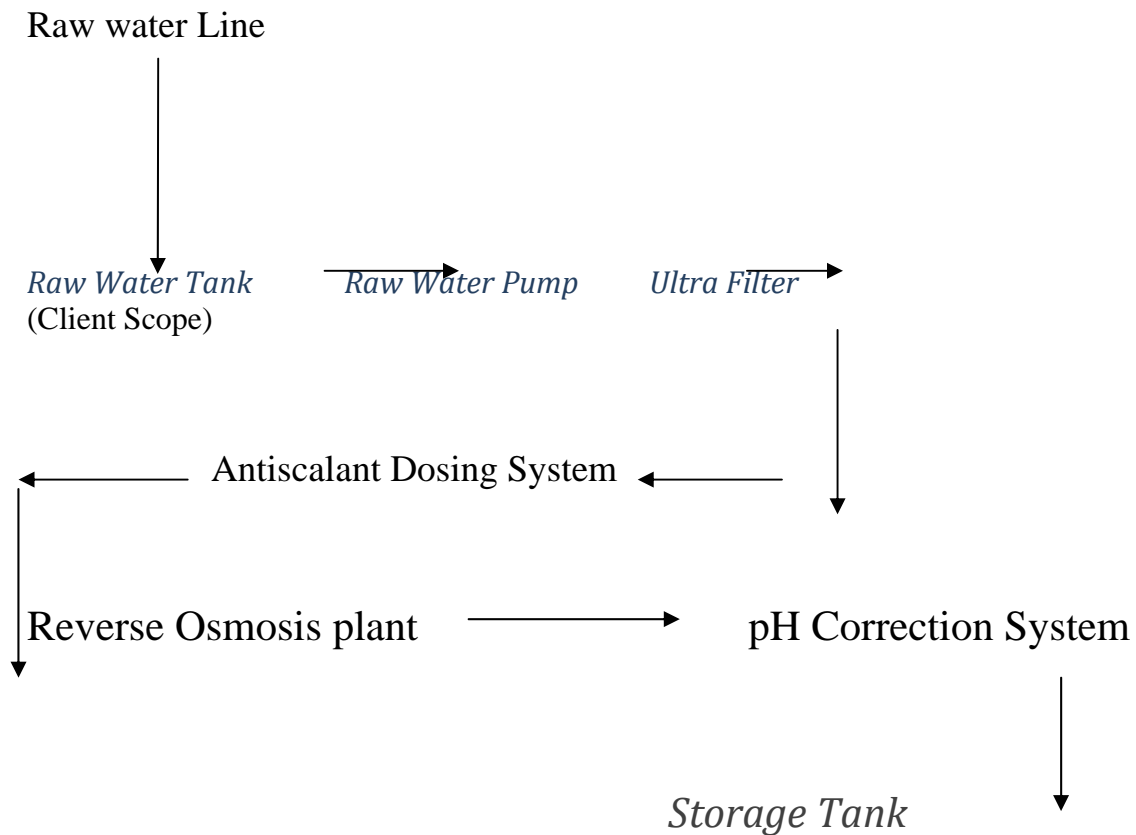 Raw water Line
Raw Water Tank Raw Water Pump Ultra Filter
(Client Scope)
Antiscalant Dosing System
Reverse Osmosis plant pH Correction System
Storage Tank